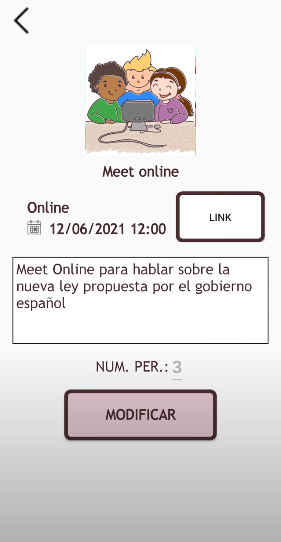 Meet online
Online
12/06/2021 12:00
LINK
Meet Online para hablar sobre la
nueva ley propuesta por el gobierno
español
NUM. PER.: 3
MODIFICAR